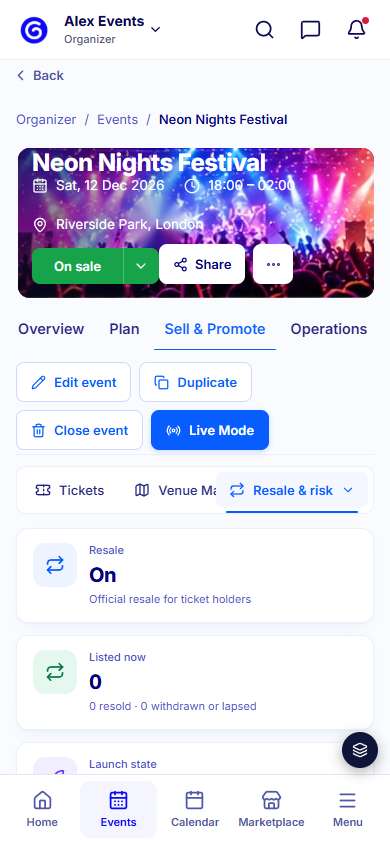 Alex Events
Organizer
Back
Organizer / Events / Neon Nights Festival
Neon Nights Festival
Sat, 12 Dec 2026 18:00 – 02:00
Riverside Park, London
On sale Share
Overview Plan Sell & Promote Operations
Edit event Duplicate
Close event Live Mode
Tickets Venue Ma Resale & risk
Resale
On
Official resale for ticket holders
Listed now
0
0 resold · 0 withdrawn or lapsed
Launch state
Home Events Calendar Marketplace Menu